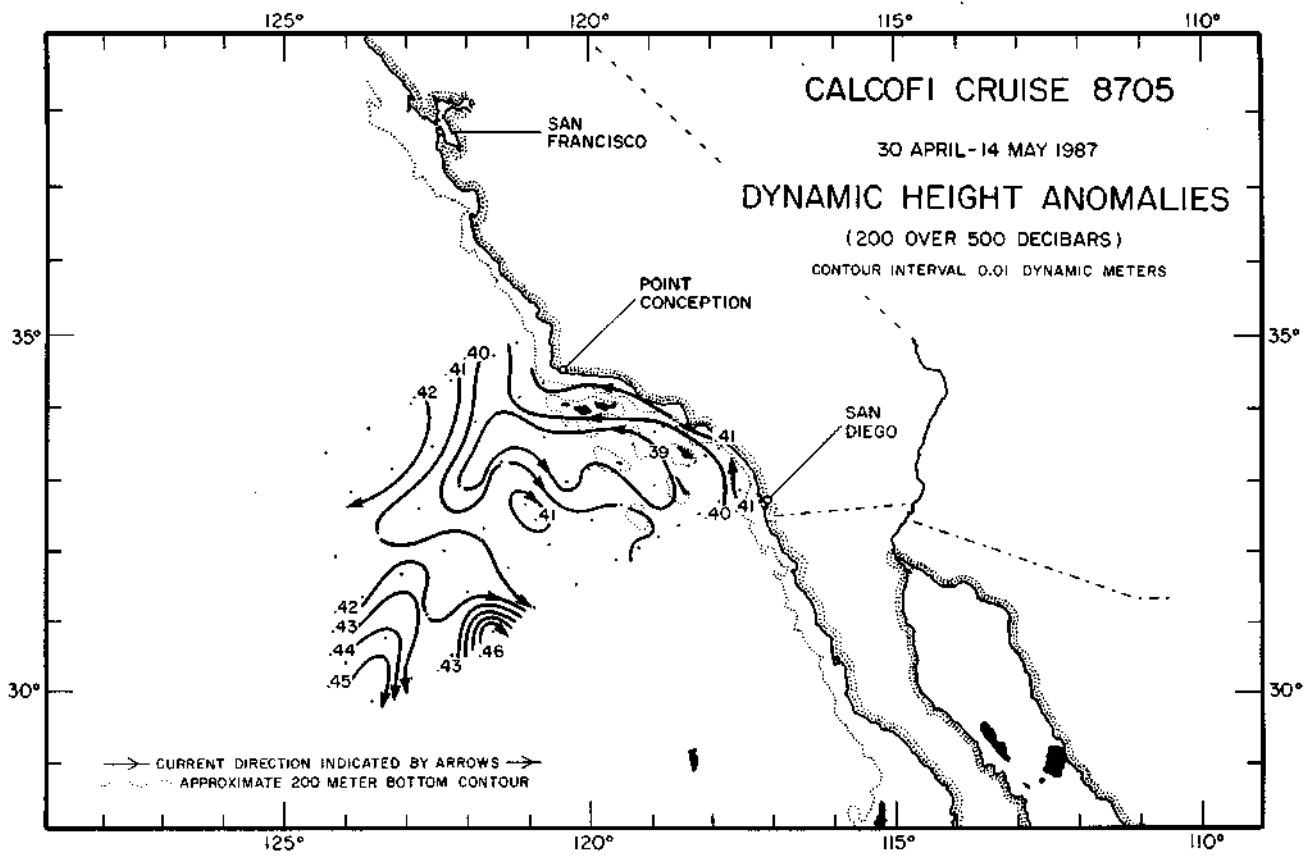 125° 120° 115° 110°
CALCOFI CRUISE 8705
30 APRIL-14 MAY 1987
DYNAMIC HEIGHT ANOMALIES
(200 OVER 500 DECIBARS)
CONTOUR INTERVAL 0.01 DYNAMIC METERS
SAN
FRANCISCO
POINT
CONCEPTION
35° 35°
.40
.41
.42
SAN
DIEGO
.41
.39
.40 .41
.41
.42
.43
.44
.45
.43 .46
30° 30°
CURRENT DIRECTION INDICATED BY ARROWS
APPROXIMATE 200 METER BOTTOM CONTOUR
125° 120° 115° 110°